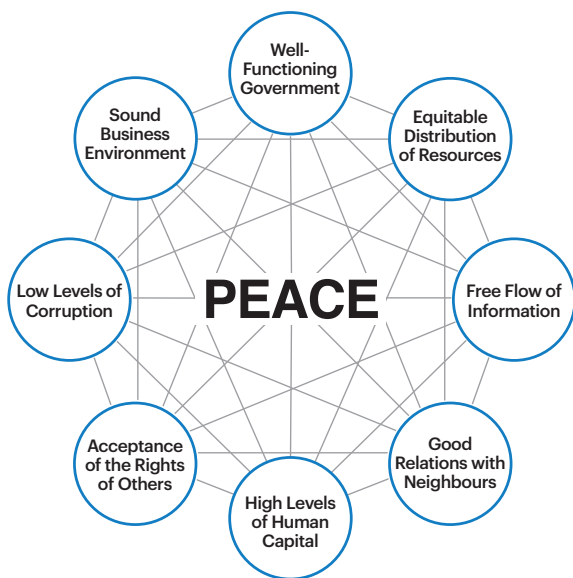 Well-
Functioning
Government
Sound
Business
Environment
Equitable
Distribution
of Resources
Low Levels of
Corruption
PEACE
Free Flow of
Information
Acceptance
of the Rights
of Others
Good
Relations with
Neighbours
High Levels
of Human
Capital